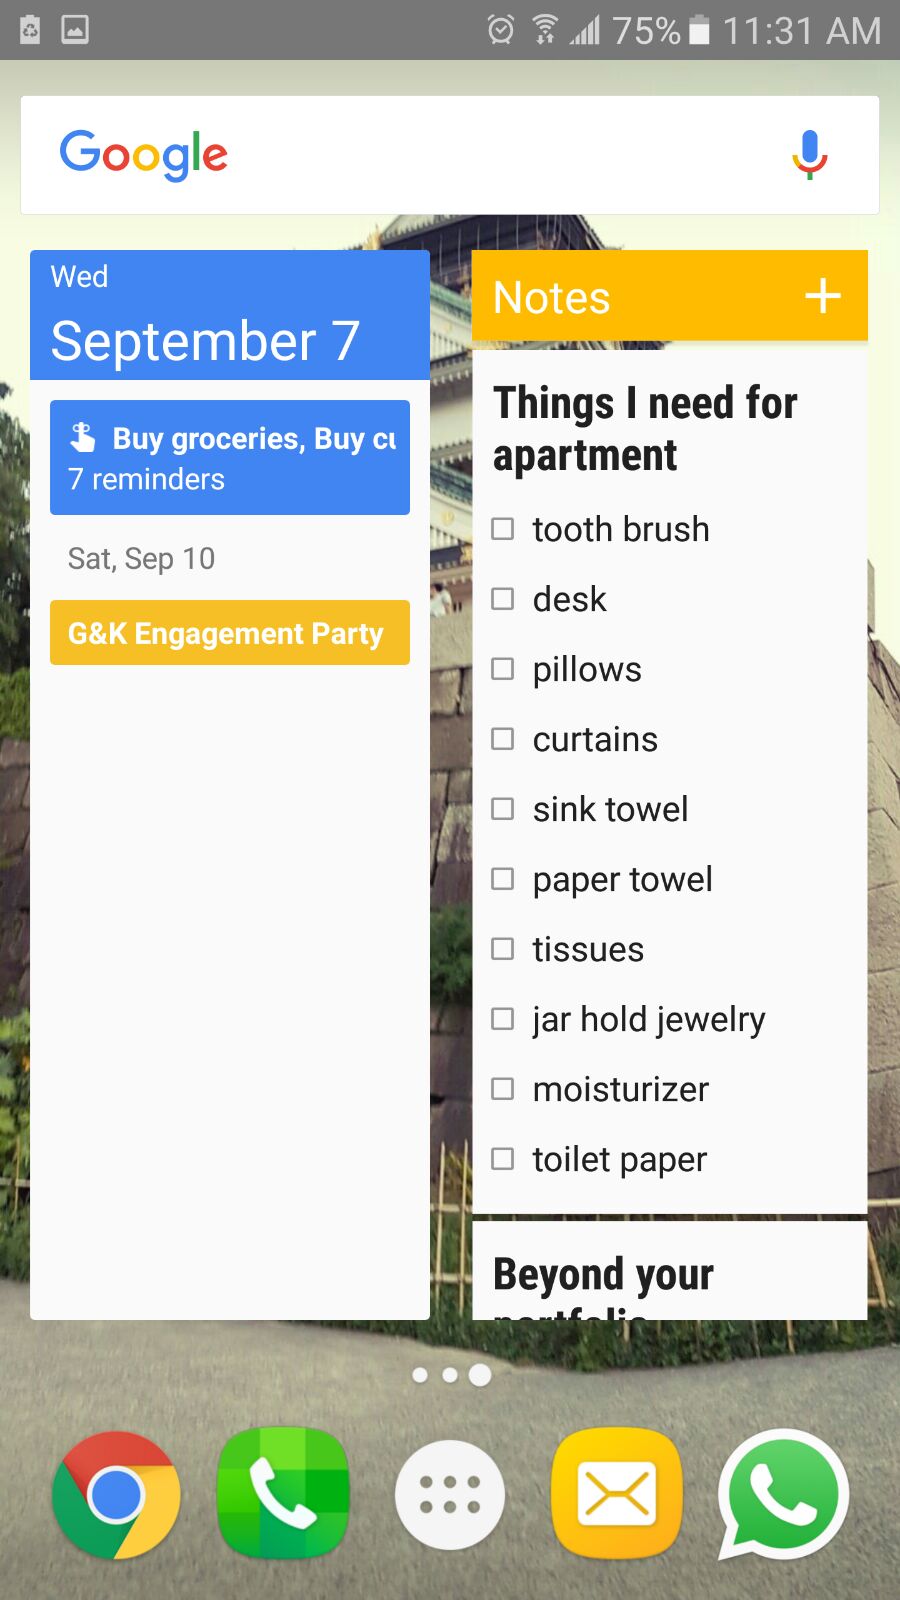 75% 11:31 AM
Google
Wed
September 7
Buy groceries, Buy
7 reminders
Sat, Sep 10
G&K Engagement Party
Notes +
Things I need for
apartment
tooth brush
desk
pillows
curtains
sink towel
paper towel
tissues
jar hold jewelry
moisturizer
toilet paper
Beyond your
portfolio